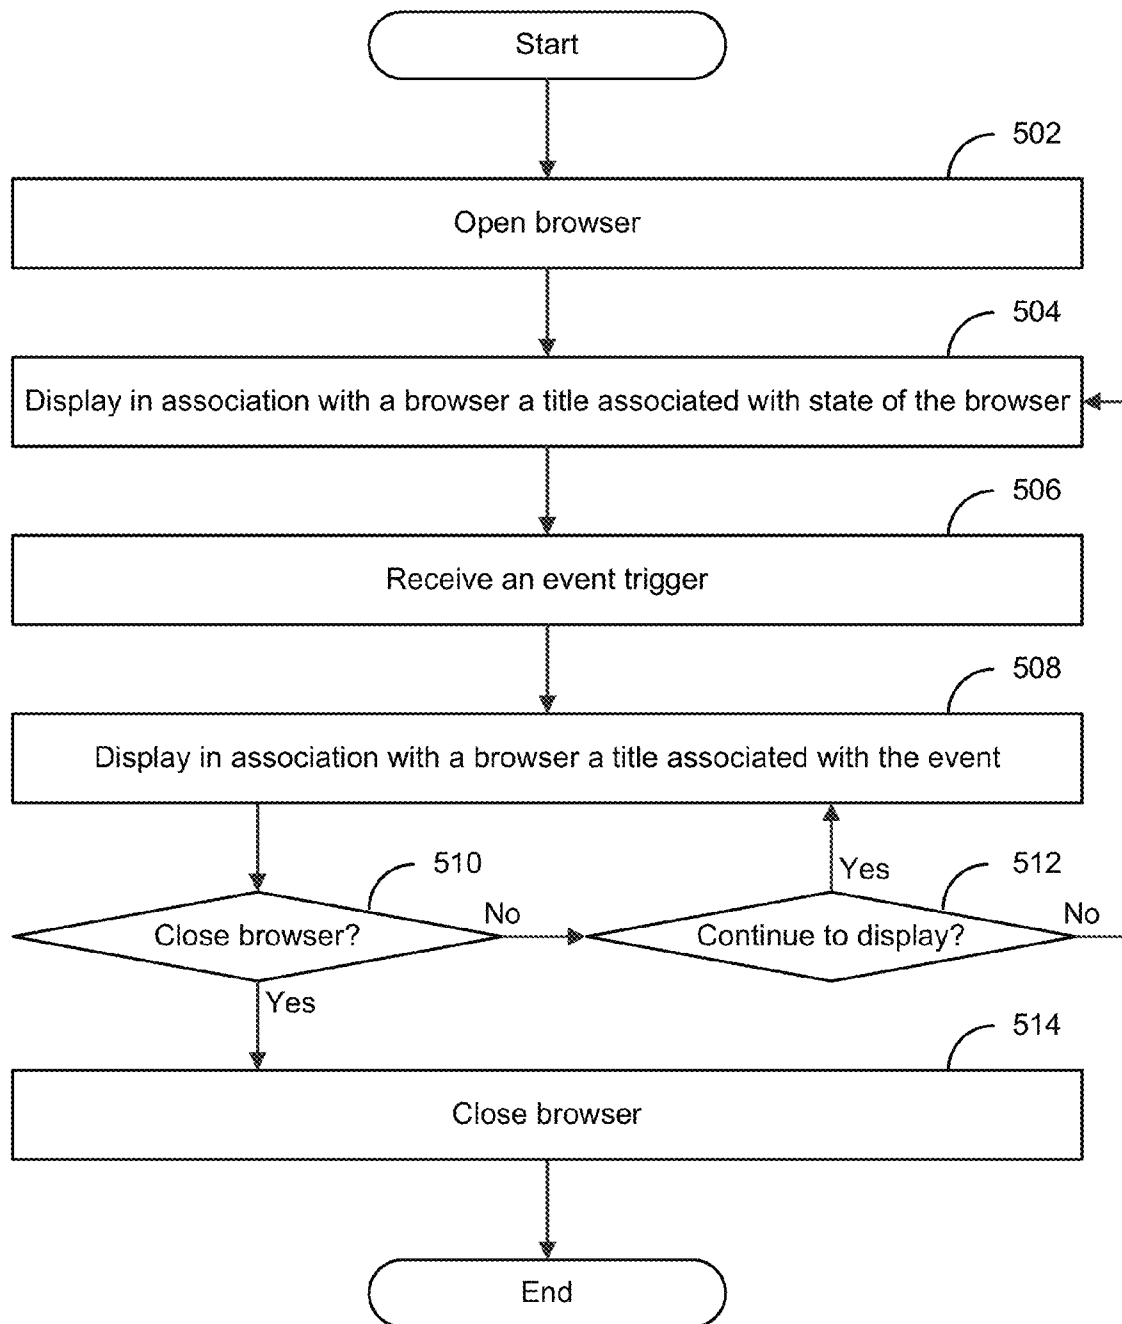 Start
502
Open browser
504
Display in association with a browser a title associated with state of the browser
506
Receive an event trigger
508
Display in association with a browser a title associated with the event
510
Yes
512
Close browser?
No
Continue to display?
No
Yes
514
Close browser
End